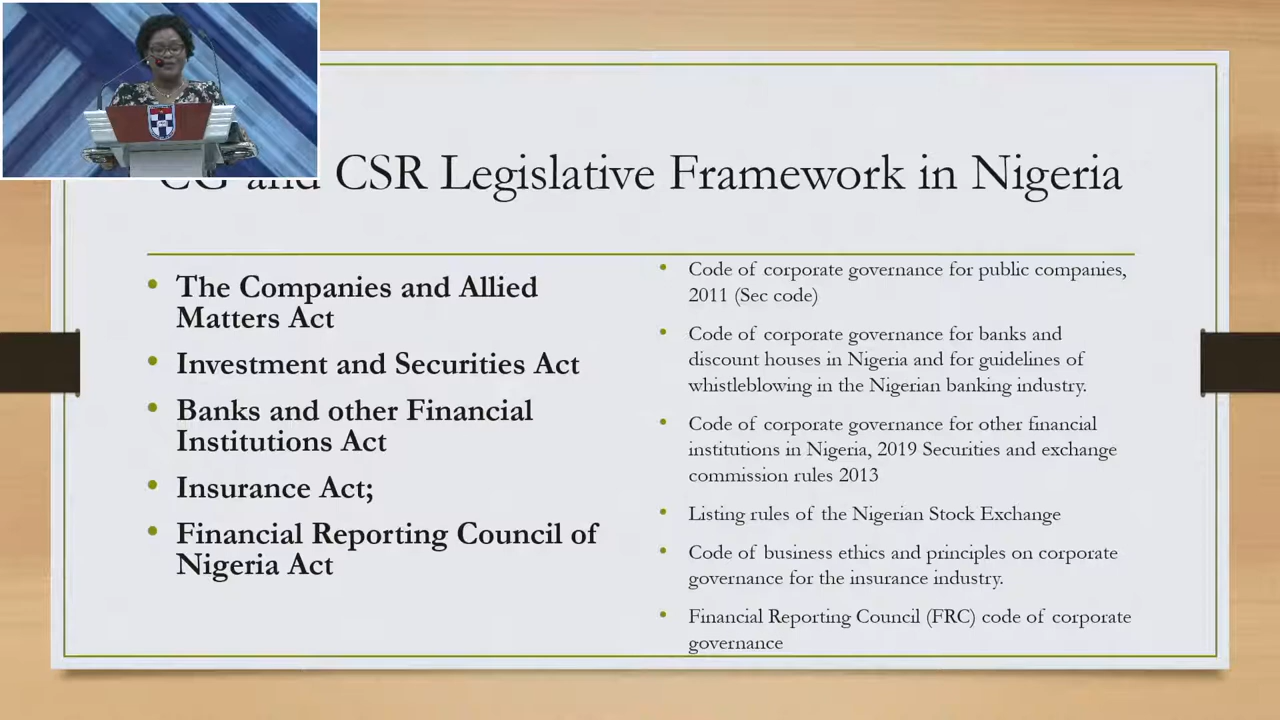 CG and CSR Legislative Framework in Nigeria
• The Companies and Allied
Matters Act
• Investment and Securities Act
• Banks and other Financial
Institutions Act
• Insurance Act;
• Financial Reporting Council of
Nigeria Act
• Code of corporate governance for public companies,
2011 (Sec code)
• Code of corporate governance for banks and
discount houses in Nigeria and for guidelines of
whistleblowing in the Nigerian banking industry.
• Code of corporate governance for other financial
institutions in Nigeria, 2019 Securities and exchange
commission rules 2013
• Listing rules of the Nigerian Stock Exchange
• Code of business ethics and principles on corporate
governance for the insurance industry.
• Financial Reporting Council (FRC) code of corporate
governance